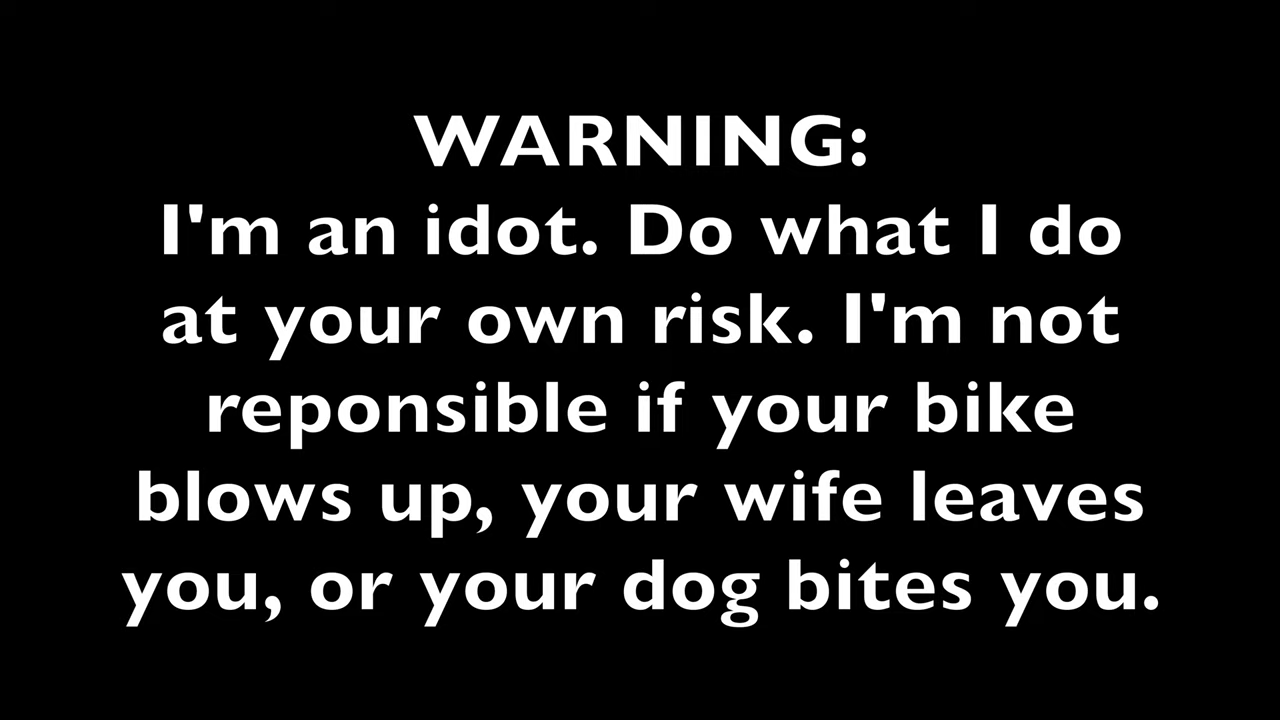 WARNING:
I'm an idot. Do what I do
at your own risk. I'm not
reponsible if your bike
blows up, your wife leaves
you, or your dog bites you.